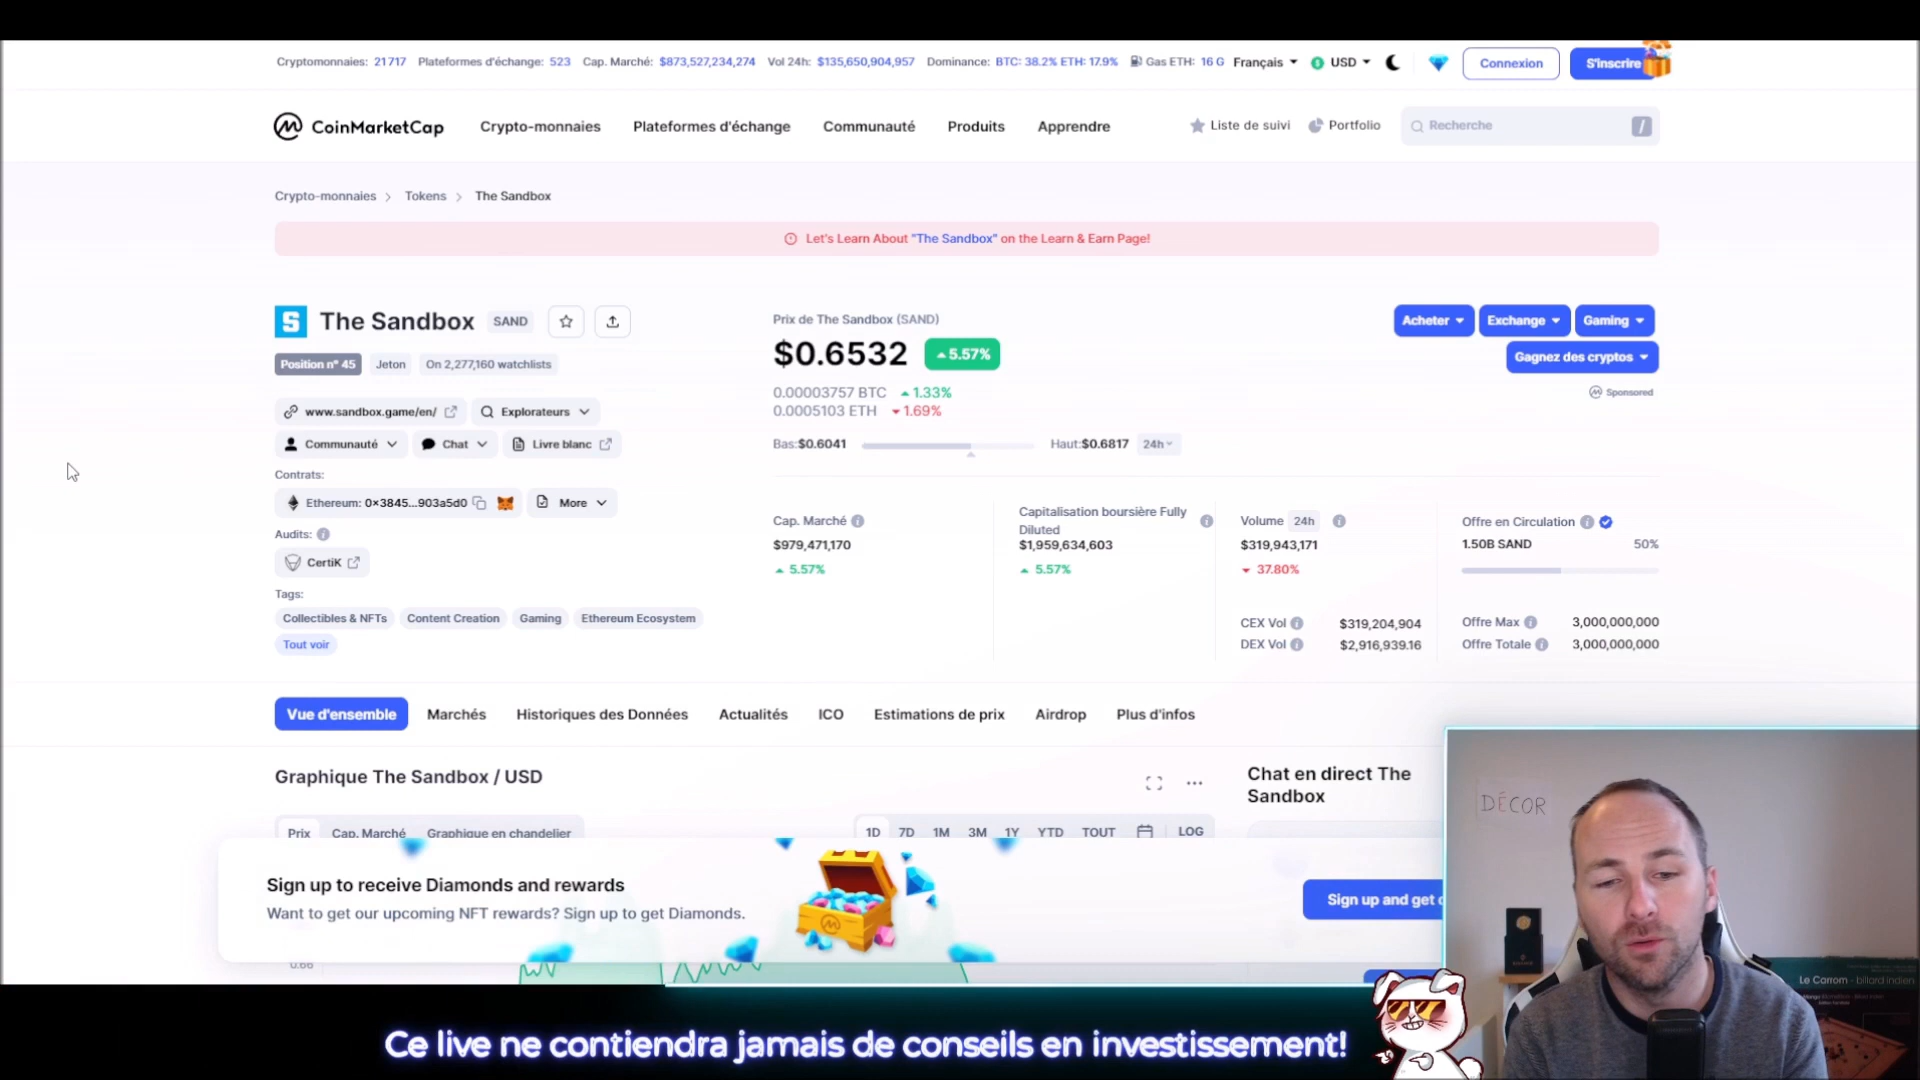 Cryptomonnaies: 21717 Plateformes d'échange: 523 Cap. Marché: $873,527,234,274 Vol 24h: $135,650,904,957 Dominance: BTC: 38.2% ETH: 17.9% Gas ETH: 16 G Français USD Connexion S'inscrire
CoinMarketCap Crypto-monnaies Plateformes d'échange Communauté Produits Apprendre Liste de suivi Portfolio Recherche /
Crypto-monnaies > Tokens > The Sandbox
Let's Learn About "The Sandbox" on the Learn & Earn Page!
The Sandbox SAND
Position n° 45 Jeton On 2,277,160 watchlists
www.sandbox.game/en/ Explorateurs
Communauté Chat Livre blanc
Contrats:
Ethereum: 0x3845...903a5d0 More
Audits:
CertiK
Tags:
Collectibles & NFTs Content Creation Gaming Ethereum Ecosystem
Tout voir
Prix de The Sandbox (SAND)
$0.6532 5.57%
0.00003757 BTC 1.33%
0.0005103 ETH 1.69%
Bas:$0.6041 Haut:$0.6817 24h
Acheter Exchange Gaming
Gagnez des cryptos
Sponsored
Cap. Marché
$979,471,170
5.57%
Capitalisation boursière Fully
Diluted
$1,959,634,603
5.57%
Volume 24h
$319,943,171
37.80%
CEX Vol $319,204,904
DEX Vol $2,916,939.16
Offre en Circulation
1.50B SAND 50%
Offre Max 3,000,000,000
Offre Totale 3,000,000,000
Vue d'ensemble Marchés Historiques des Données Actualités ICO Estimations de prix Airdrop Plus d'infos
Graphique The Sandbox / USD
Prix Cap. Marché Graphique en chandelier 1D 7D 1M 3M 1Y YTD TOUT LOG
Chat en direct The
Sandbox
Sign up to receive Diamonds and rewards
Want to get our upcoming NFT rewards? Sign up to get Diamonds.
Sign up and get
0.66
DÉCOR
Le Carrom - billard indien
Ce live ne contiendra jamais de conseils en investissement!